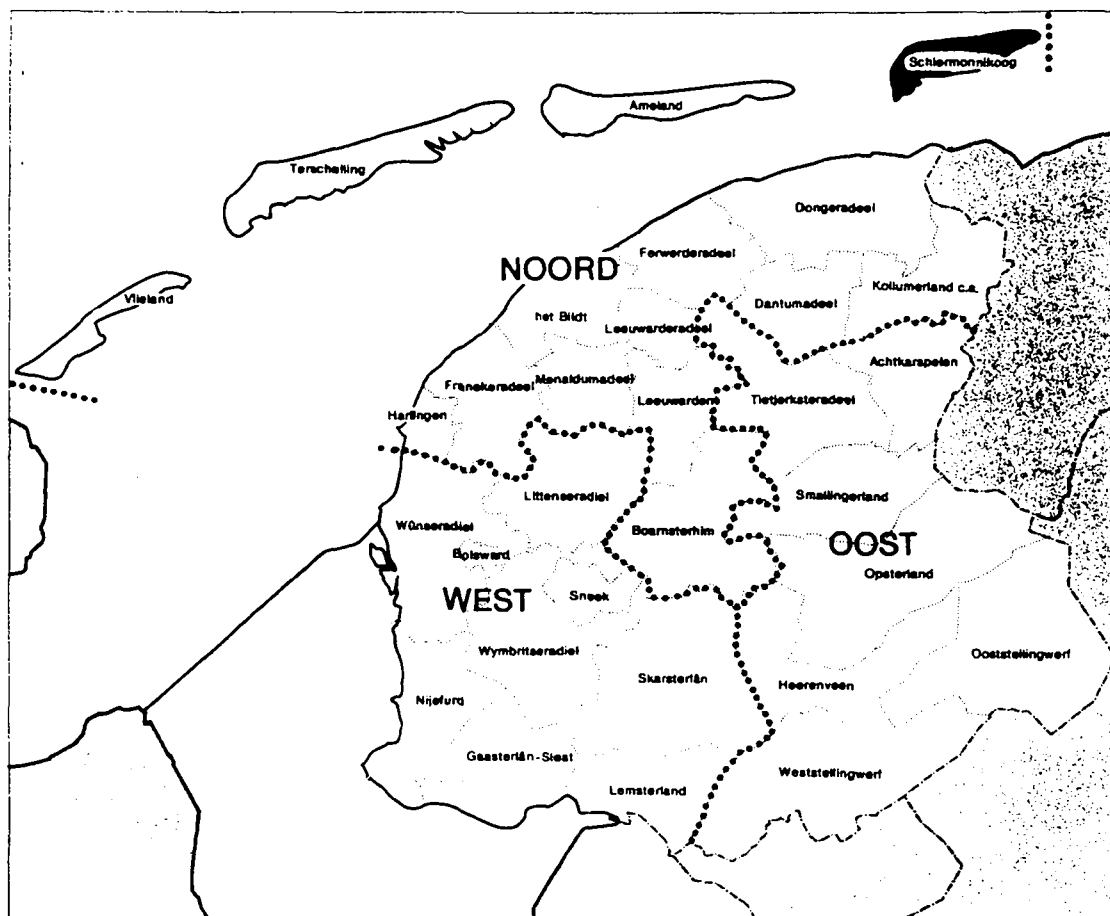 Schiermonnikoog
Ameland
Terschelling
Dongeradeel
Ferwerderadeel
NOORD
Kollumerland c.a.
Vlieland
Dantumadeel
het Bildt
Leeuwarderadeel
Achtkarspelen
Franekeradeel
Menaldumadeel
Leeuwarden
Tietjerksteradeel
Harlingen
Littenseradiel
Smallingerland
Wûnseradiel
Boarnsterhim
OOST
Bolsward
Opsterland
WEST
Sneek
Wymbritseradiel
Ooststellingwerf
Skarsterlân
Heerenveen
Nijefurd
Gaasterlân-Sleat
Weststellingwerf
Lemsterland